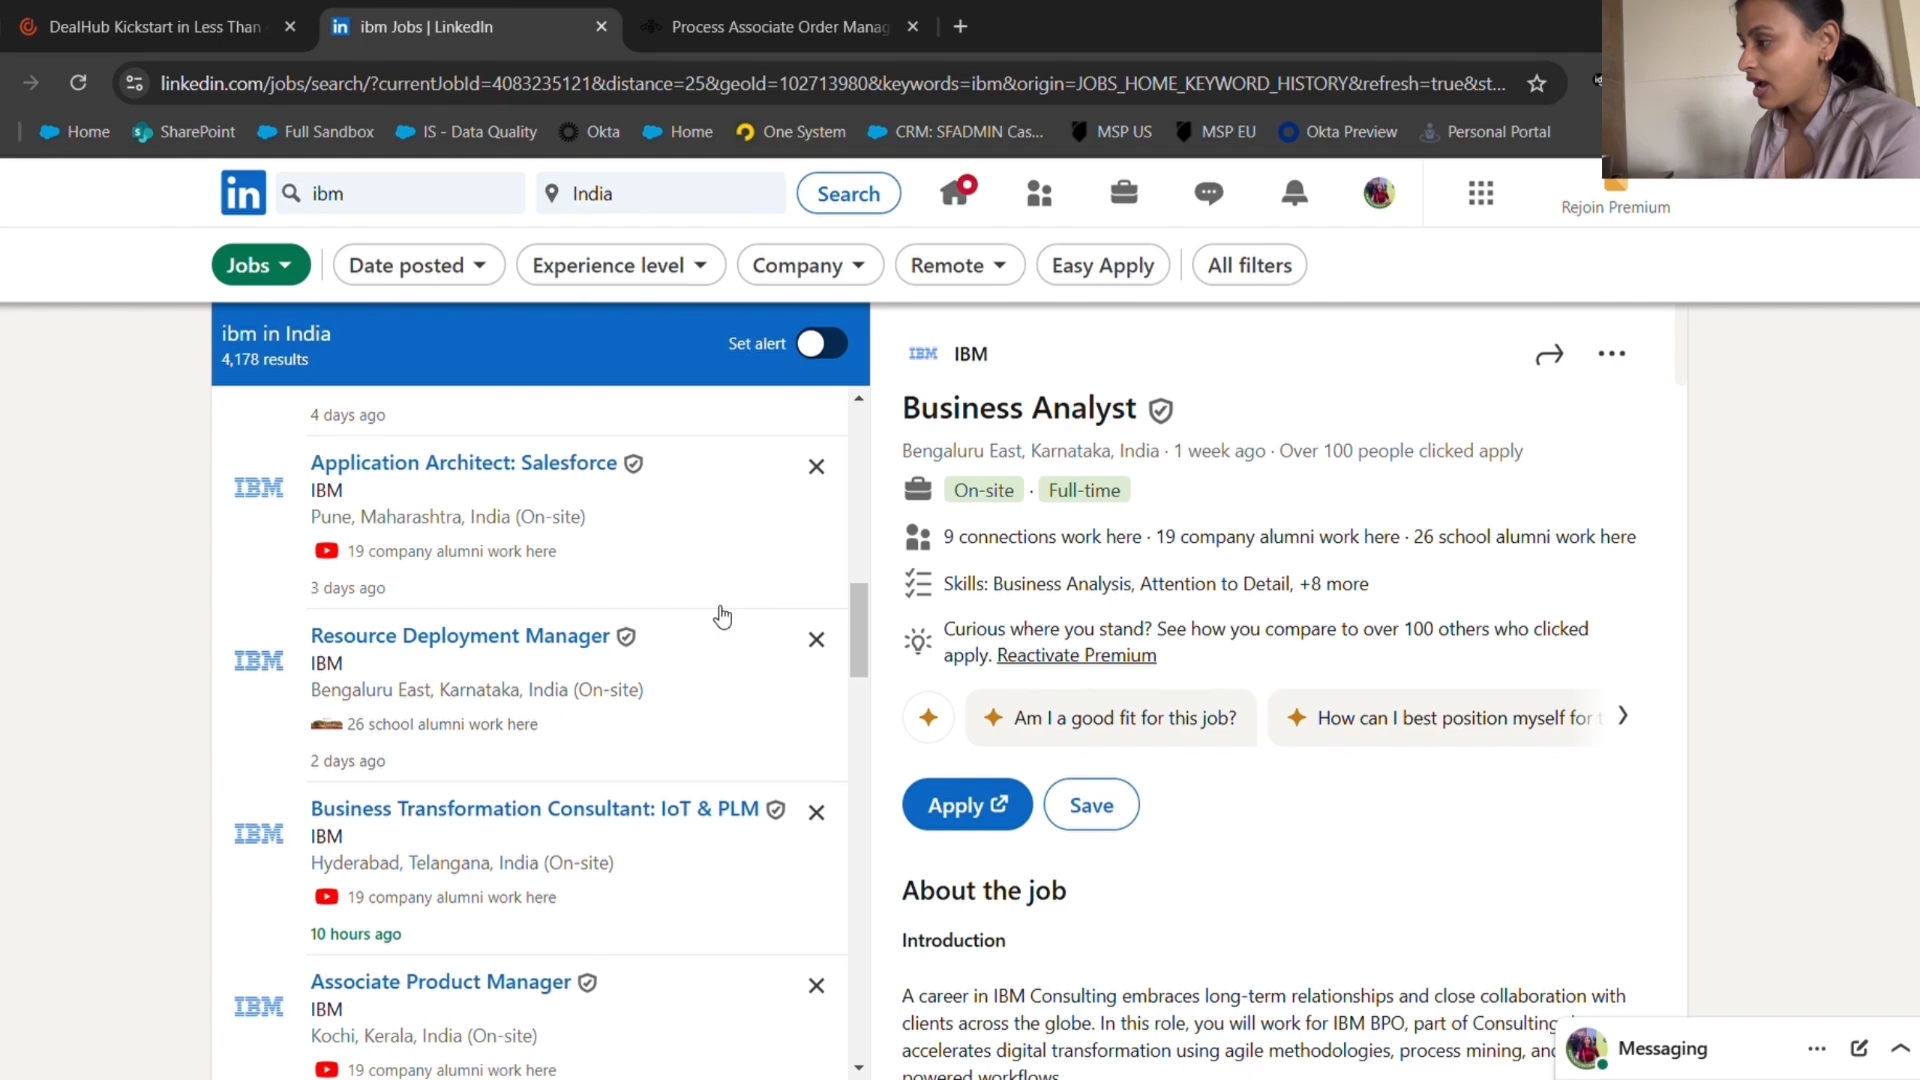 DealHub Kickstart in Less Than
ibm Jobs | LinkedIn
Process Associate Order Manag
linkedin.com/jobs/search/?currentJobId=4083235121&distance=25&geoId=102713980&keywords=ibm&origin=JOBS_HOME_KEYWORD_HISTORY&refresh=true&st...
Home
SharePoint
Full Sandbox
IS - Data Quality
Okta
Home
One System
CRM: SFADMIN Cas...
MSP US
MSP EU
Okta Preview
Personal Portal
in
ibm
India
Search
Rejoin Premium
Jobs
Date posted
Experience level
Company
Remote
Easy Apply
All filters
ibm in India
4,178 results
Set alert
4 days ago
IBM
Application Architect: Salesforce
IBM
Pune, Maharashtra, India (On-site)
19 company alumni work here
3 days ago
IBM
Resource Deployment Manager
IBM
Bengaluru East, Karnataka, India (On-site)
26 school alumni work here
2 days ago
IBM
Business Transformation Consultant: IoT & PLM
IBM
Hyderabad, Telangana, India (On-site)
19 company alumni work here
10 hours ago
IBM
Associate Product Manager
IBM
Kochi, Kerala, India (On-site)
19 company alumni work here
IBM IBM
Business Analyst
Bengaluru East, Karnataka, India · 1 week ago · Over 100 people clicked apply
On-site · Full-time
9 connections work here · 19 company alumni work here · 26 school alumni work here
Skills: Business Analysis, Attention to Detail, +8 more
Curious where you stand? See how you compare to over 100 others who clicked
apply. Reactivate Premium
Am I a good fit for this job?
How can I best position myself for t
Apply
Save
About the job
Introduction
A career in IBM Consulting embraces long-term relationships and close collaboration with
clients across the globe. In this role, you will work for IBM BPO, part of Consulting
accelerates digital transformation using agile methodologies, process mining, and
powered workflows.
Messaging